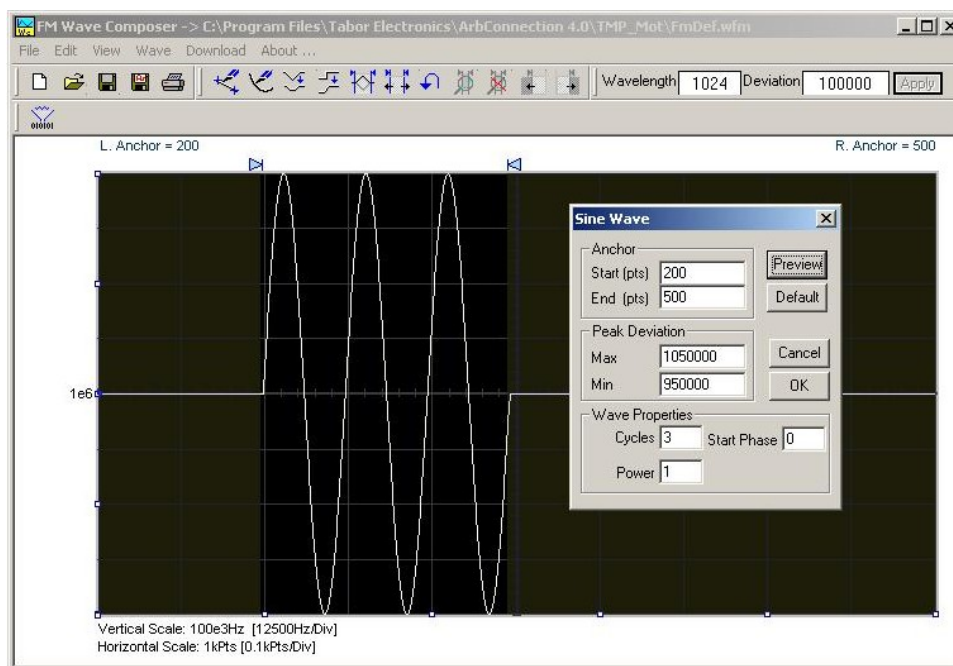 FM Wave Composer -> C:\Program Files\Tabor Electronics\ArbConnection 4.0\TMP_Mot\FmDef.wfm
File Edit View Wave Download About ...
Wavelength 1024 Deviation 100000 Apply
010101
L. Anchor = 200 R. Anchor = 500
Sine Wave
Anchor
Start (pts) 200 Preview
End (pts) 500 Default
Peak Deviation
Max 1050000 Cancel
Min 950000 OK
1e6
Wave Properties
Cycles 3 Start Phase 0
Power 1
Vertical Scale: 100e3Hz [12500Hz/Div]
Horizontal Scale: 1kPts [0.1kPts/Div]